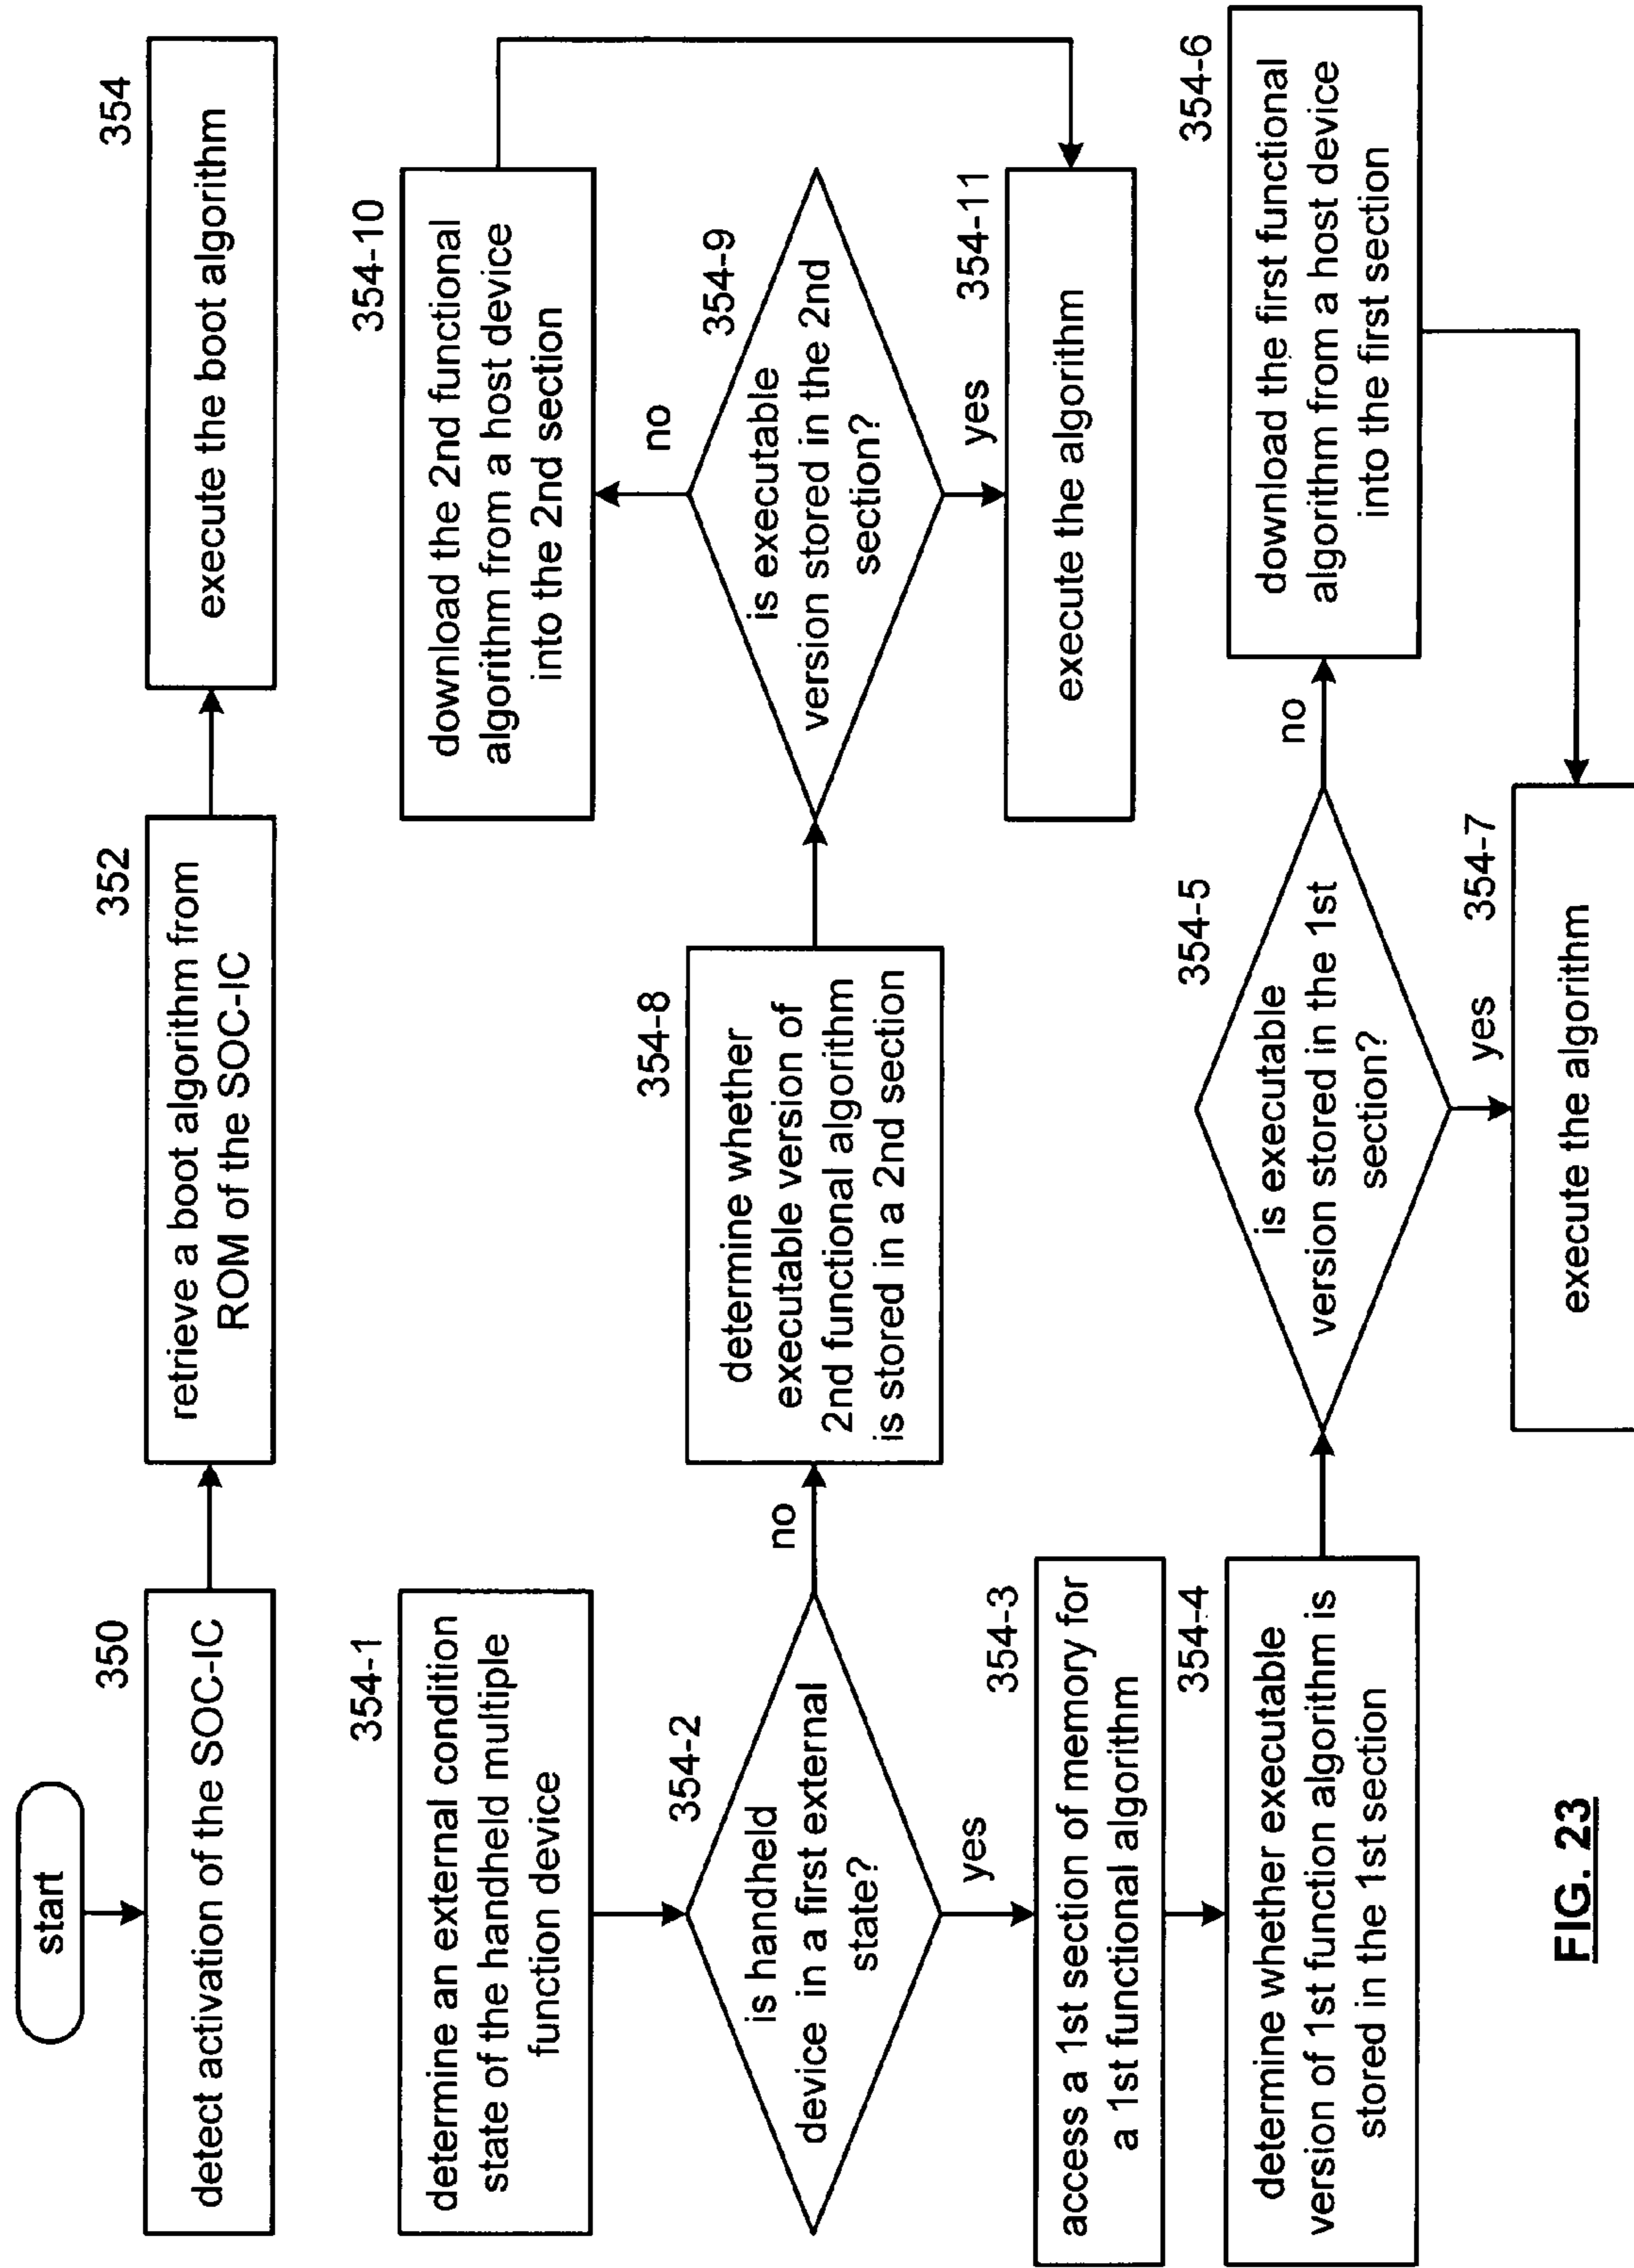 start
350
detect activation of the SOC-IC
352
retrieve a boot algorithm from
ROM of the SOC-IC
354
execute the boot algorithm
354-1
determine an external condition
state of the handheld multiple
function device
354-2
is handheld
device in a first external
state?
no
yes
354-3
access a 1st section of memory for
a 1st functional algorithm
354-4
determine whether executable
version of 1st function algorithm is
stored in the 1st section
354-5
is executable
version stored in the 1st
section?
no
yes
354-6
download the first functional
algorithm from a host device
into the first section
354-7
execute the algorithm
354-8
determine whether
executable version of
2nd functional algorithm
is stored in a 2nd section
354-9
is executable
version stored in the 2nd
section?
no
yes
354-10
download the 2nd functional
algorithm from a host device
into the 2nd section
354-11
execute the algorithm
FIG. 23